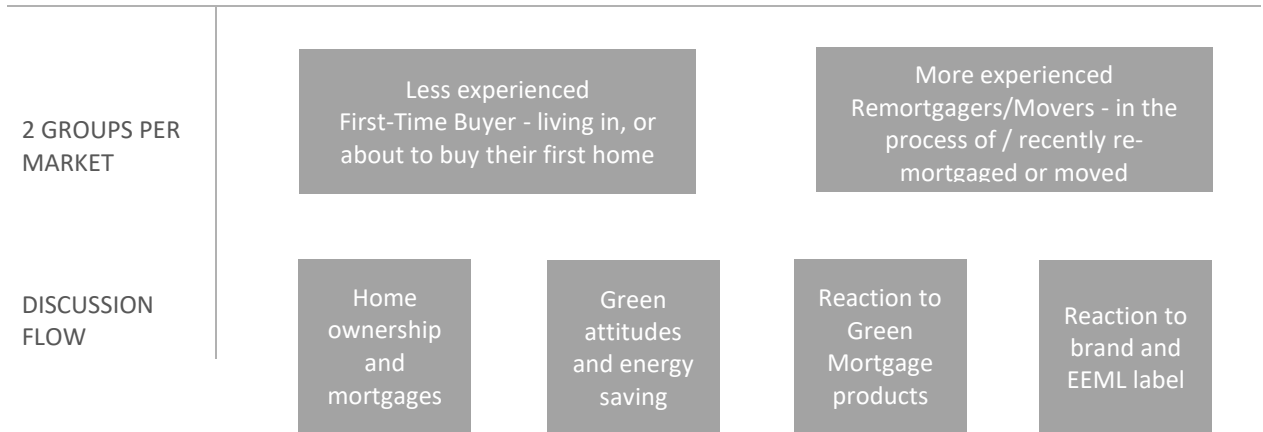 2 GROUPS PER
MARKET
Less experienced
First-Time Buyer - living in, or
about to buy their first home
More experienced
Remortgagers/Movers - in the
process of / recently re-
mortgaged or moved
DISCUSSION
FLOW
Home
ownership
and
mortgages
Green
attitudes
and energy
saving
Reaction to
Green
Mortgage
products
Reaction to
brand and
EEML label